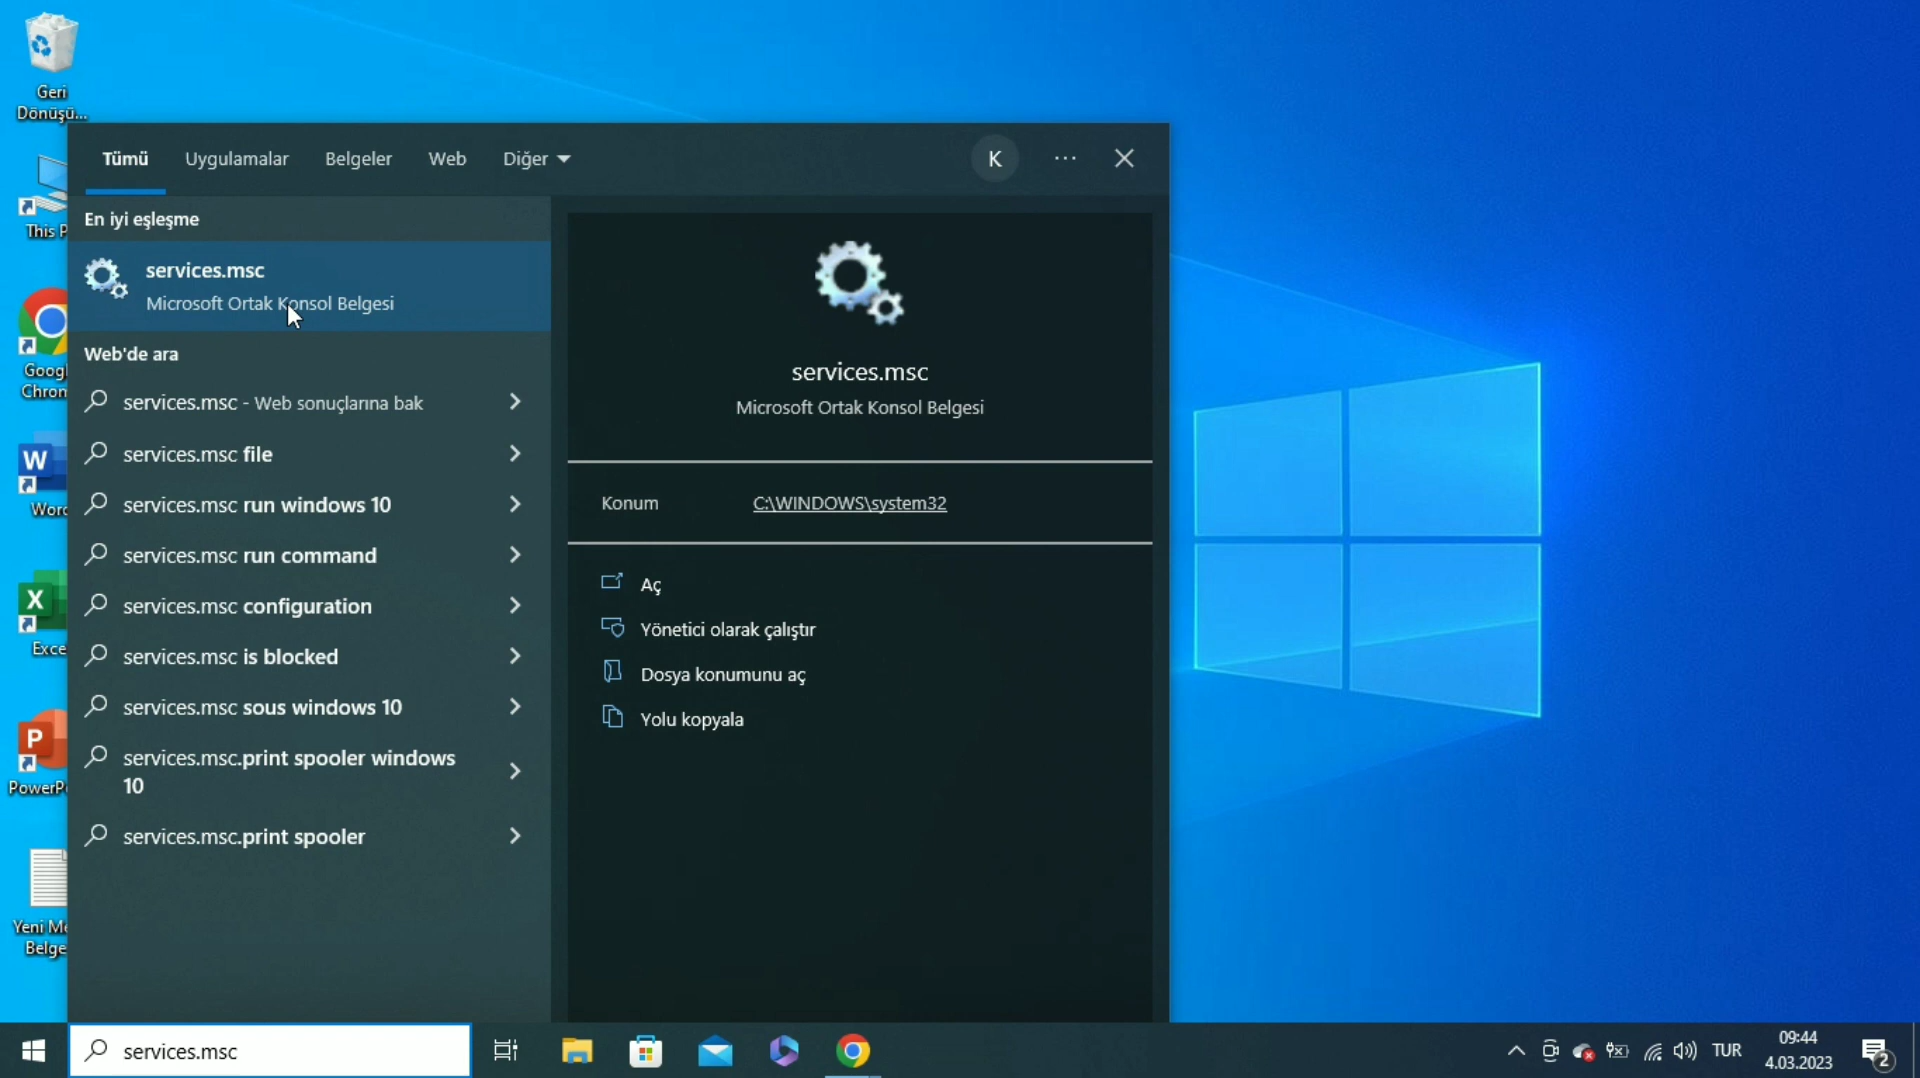 Geri
Dönüşü...
This P
Googl
Chrom
Word
Exce
PowerPo
Yeni Me
Belge
Tümü
Uygulamalar
Belgeler
Web
Diğer
K
En iyi eşleşme
services.msc
Microsoft Ortak Konsol Belgesi
Web'de ara
services.msc - Web sonuçlarına bak
services.msc file
services.msc run windows 10
services.msc run command
services.msc configuration
services.msc is blocked
services.msc sous windows 10
services.msc.print spooler windows
10
services.msc.print spooler
services.msc
Microsoft Ortak Konsol Belgesi
Konum C:\WINDOWS\system32
Aç
Yönetici olarak çalıştır
Dosya konumunu aç
Yolu kopyala
services.msc
TUR
09:44
4.03.2023
2